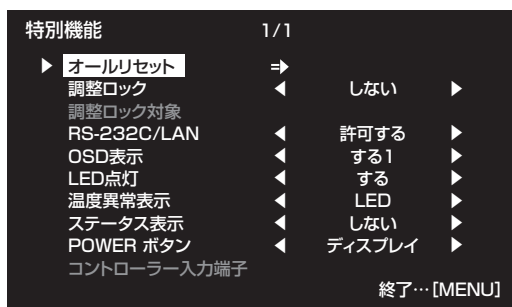 特別機能 1/1
オールリセット
調整ロック しない
調整ロック対象
RS-232C/LAN 許可する
OSD表示 する1
LED点灯 する
温度異常表示 LED
ステータス表示 しない
POWER ボタン ディスプレイ
コントローラー入力端子
終了…[MENU]